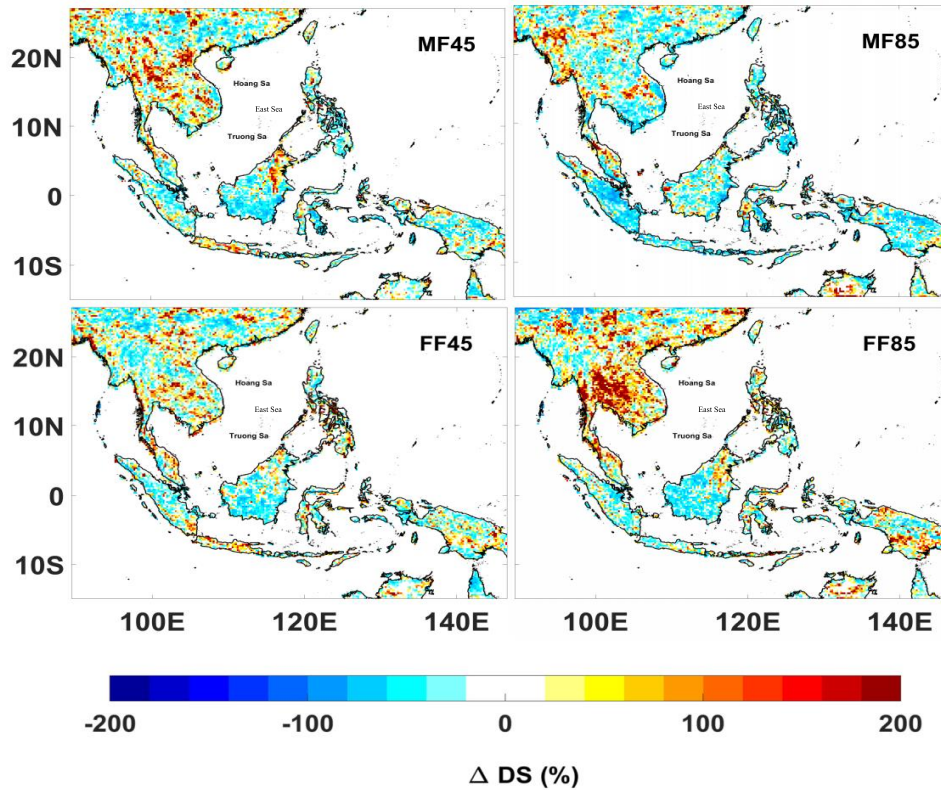 MF45
MF85
20N
10N
0
10S
Hoang Sa
East Sea
Truong Sa
Hoang Sa
East Sea
Truong Sa
FF45
FF85
20N
10N
0
10S
Hoang Sa
East Sea
Truong Sa
Hoang Sa
East Sea
Truong Sa
100E 120E 140E 100E 120E 140E
-200 -100 0 100 200
Δ DS (%)